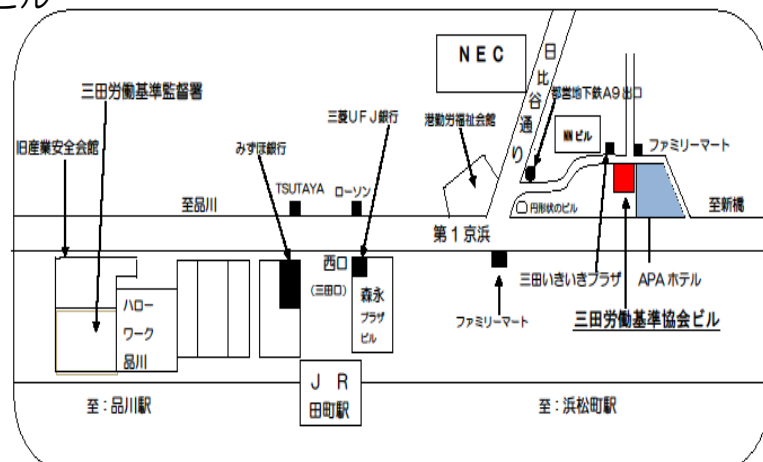 ビル
NEC
日比谷通り
三田労働基準監督署
都営地下鉄A9出口
三菱UFJ銀行
港勤労福祉会館
NNビル
ファミリーマート
旧産業安全会館
みずほ銀行
TSUTAYA
ローソン
至品川
円形状のビル
至新橋
第1京浜
西口
(三田口)
三田いきいきプラザ
APAホテル
森永
プラザ
ビル
ハロー
ワーク
品川
ファミリーマート
三田労働基準協会ビル
JR
田町駅
至:品川駅
至:浜松町駅